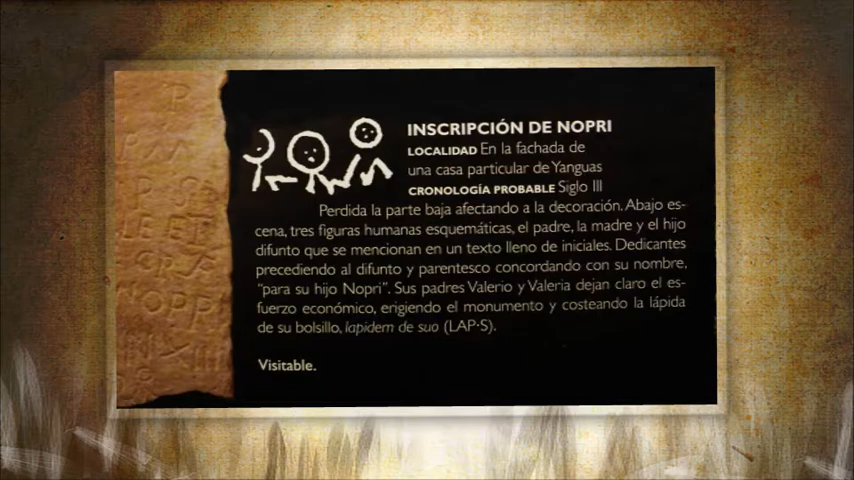 INSCRIPCIÓN DE NOPRI
LOCALIDAD En la fachada de
una casa particular de Yanguas
CRONOLOGÍA PROBABLE Siglo III
Perdida la parte baja afectando a la decoración. Abajo es-
cena, tres figuras humanas esquemáticas, el padre, la madre y el hijo
difunto que se mencionan en un texto lleno de iniciales. Dedicantes
precediendo al difunto y parentesco concordando con su nombre,
"para su hijo Nopri". Sus padres Valerio y Valeria dejan claro el es-
fuerzo económico, erigiendo el monumento y costeando la lápida
de su bolsillo, lapidem de suo (LAP·S).
Visitable.